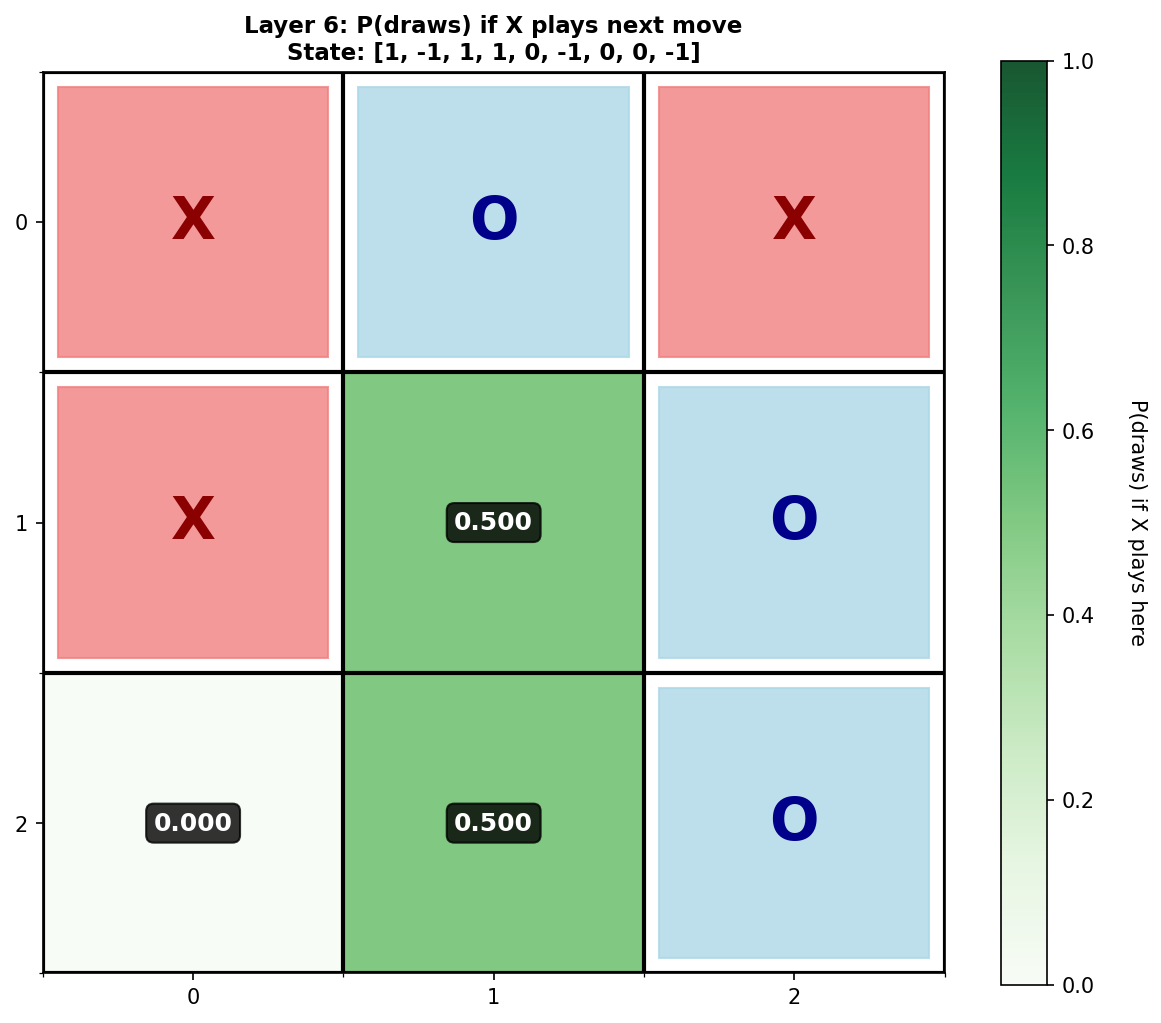 Layer 6: P(draws) if X plays next move
State: [1, -1, 1, 1, 0, -1, 0, 0, -1]
0 X O X
1 X 0.500 O
2 0.000 0.500 O
0 1 2
1.0
0.8
0.6
0.4
0.2
0.0
P(draws) if X plays here